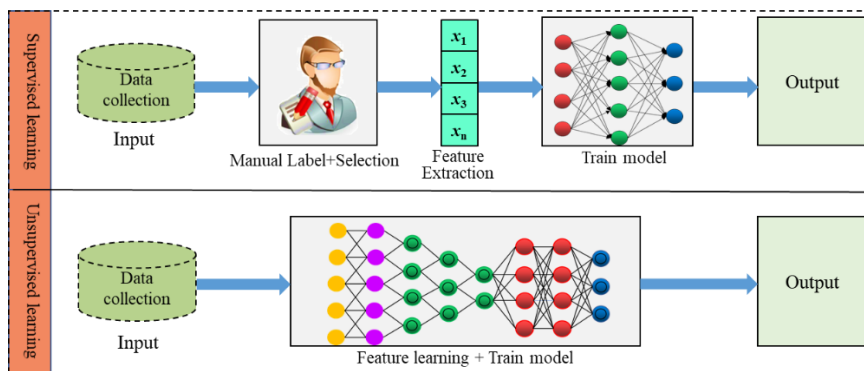 Supervised learning
Data
collection
Input
Manual Label+Selection
x1
x2
x3
xn
Feature
Extraction
Train model
Output
Unsupervised learning
Data
collection
Input
Feature learning + Train model
Output